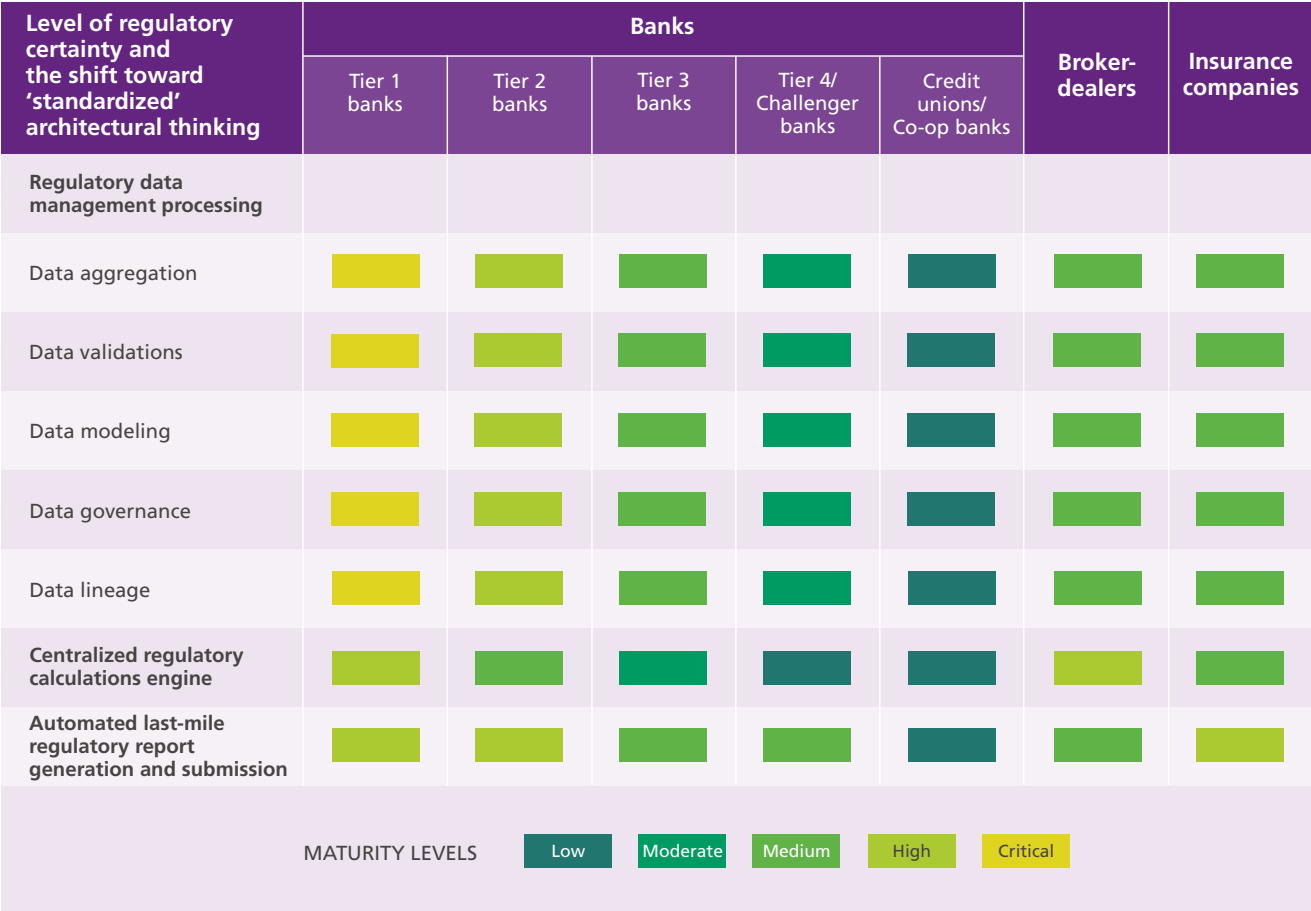 Level of regulatory
certainty and
the shift toward
‘standardized’
architectural thinking
Banks
Tier 1
banks
Tier 2
banks
Tier 3
banks
Tier 4/
Challenger
banks
Credit
unions/
Co-op banks
Broker-
dealers
Insurance
companies
Regulatory data
management processing
Data aggregation
Data validations
Data modeling
Data governance
Data lineage
Centralized regulatory
calculations engine
Automated last-mile
regulatory report
generation and submission
MATURITY LEVELS
Low
Moderate
Medium
High
Critical